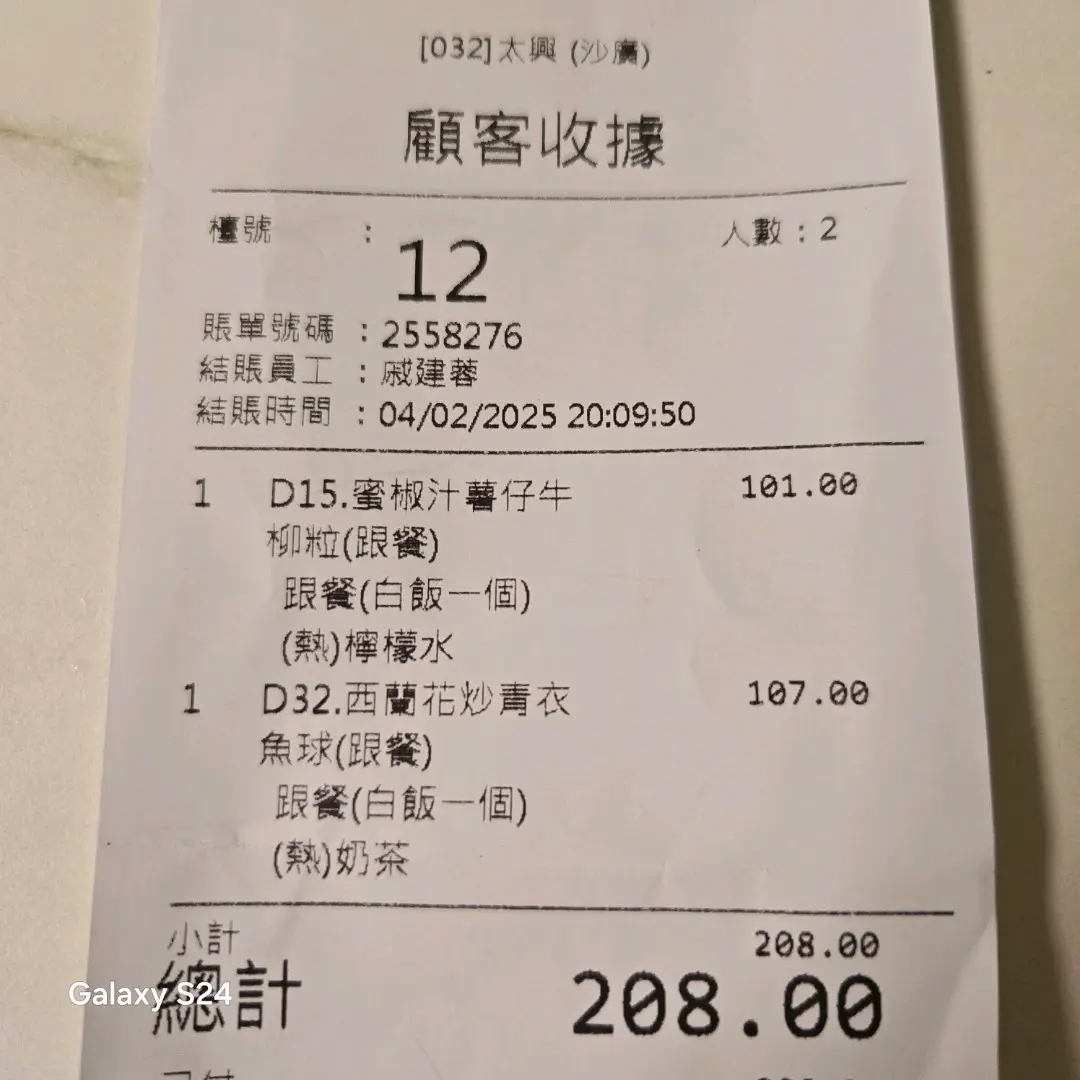 [032]太興 (沙廣)
顧客收據
檯號 : 12 人數 : 2
賬單號碼 : 2558276
結賬員工 : 戚建蓉
結賬時間 : 04/02/2025 20:09:50
1 D15.蜜椒汁薯仔牛 101.00
柳粒(跟餐)
跟餐(白飯一個)
(熱)檸檬水
1 D32.西蘭花炒青衣 107.00
魚球(跟餐)
跟餐(白飯一個)
(熱)奶茶
小計 208.00
總計 208.00
Galaxy S24